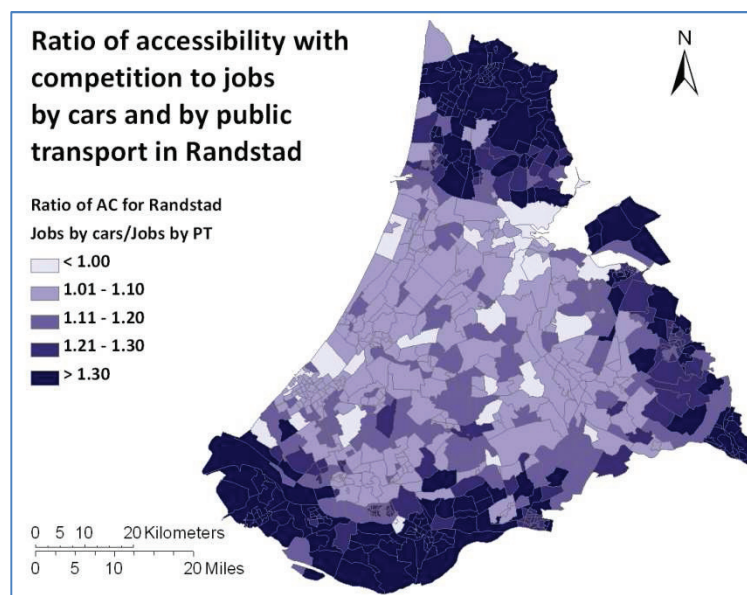 Ratio of accessibility with
competition to jobs
by cars and by public
transport in Randstad
N
Ratio of AC for Randstad
Jobs by cars/Jobs by PT
< 1.00
1.01 - 1.10
1.11 - 1.20
1.21 - 1.30
> 1.30
0 5 10 20 Kilometers
0 5 10 20 Miles